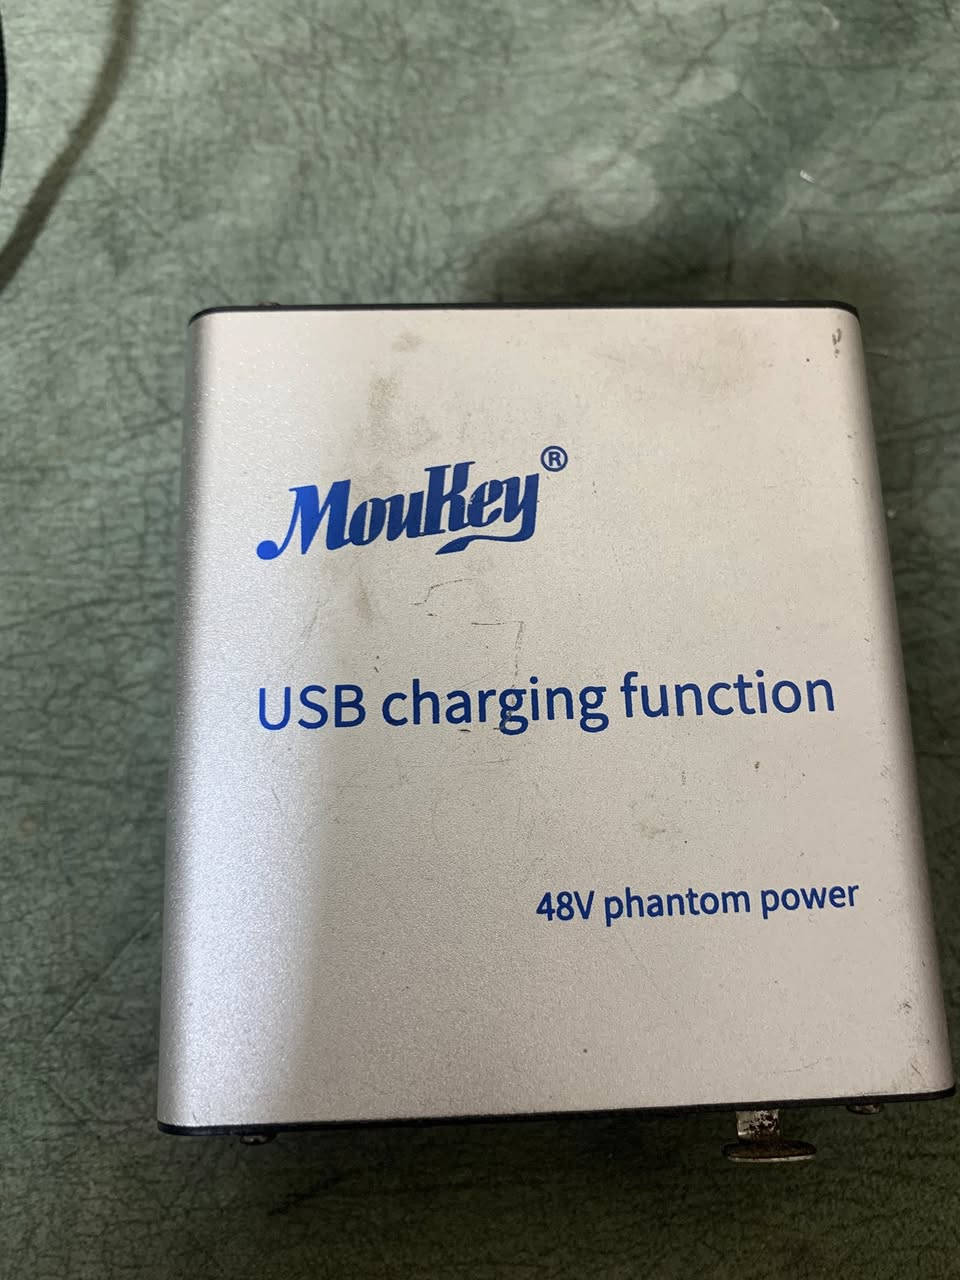 MouKey®
USB charging function
48V phantom power